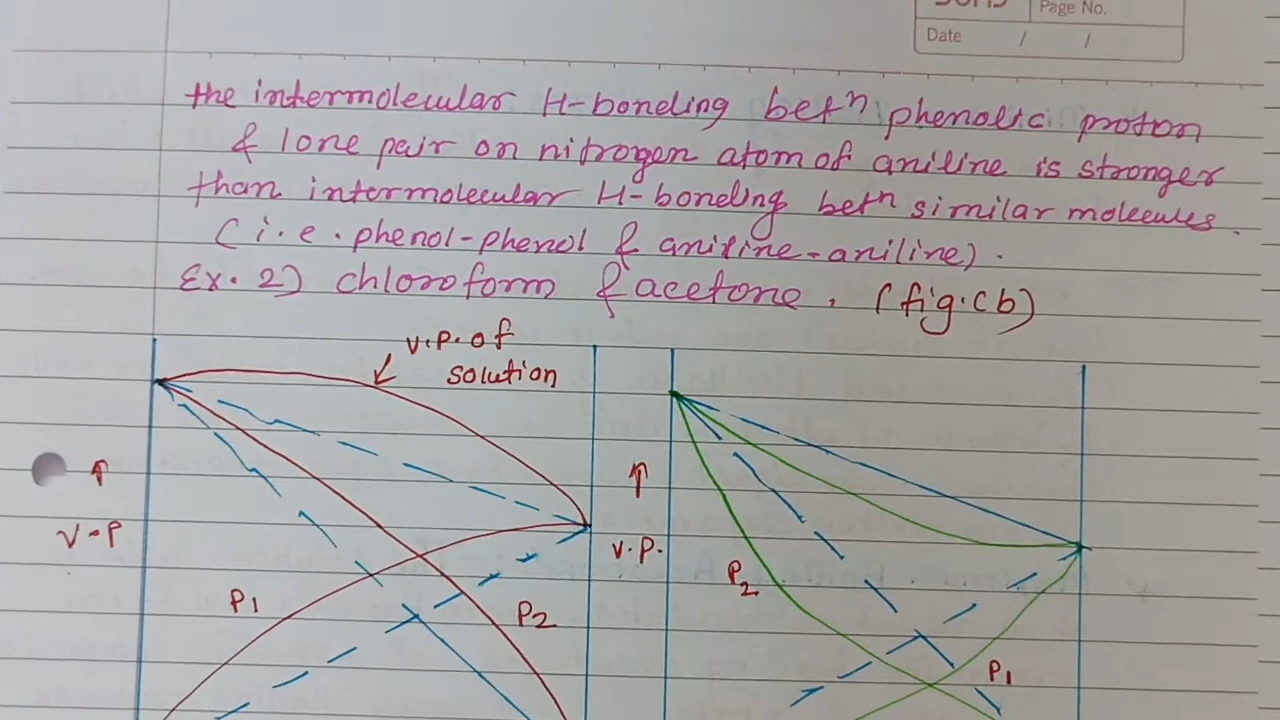 Page No.
Date / /
the intermolecular H-bonding betn phenolic proton
& lone pair on nitrogen atom of aniline is stronger
than intermolecular H-bonding betn similar molecules.
(i.e. phenol-phenol & aniline-aniline).
Ex. 2) chloroform & acetone. (fig.(b)
v.p. of
solution
↑
V-P
P1
P2
↑
V.P.
P2
P1